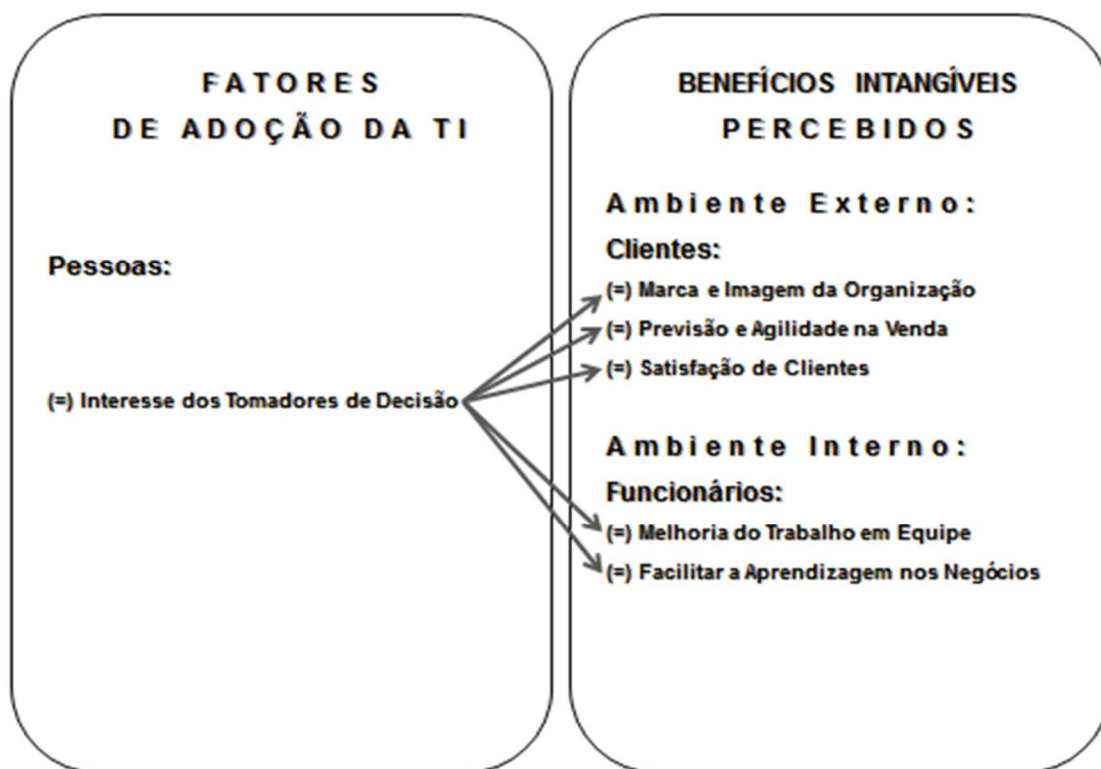 FATORES
DE ADOÇÃO DA TI
Pessoas:
(=) Interesse dos Tomadores de Decisão
BENEFÍCIOS INTANGÍVEIS
PERCEBIDOS
Ambiente Externo:
Clientes:
(=) Marca e Imagem da Organização
(=) Previsão e Agilidade na Venda
(=) Satisfação de Clientes
Ambiente Interno:
Funcionários:
(=) Melhoria do Trabalho em Equipe
(=) Facilitar a Aprendizagem nos Negócios